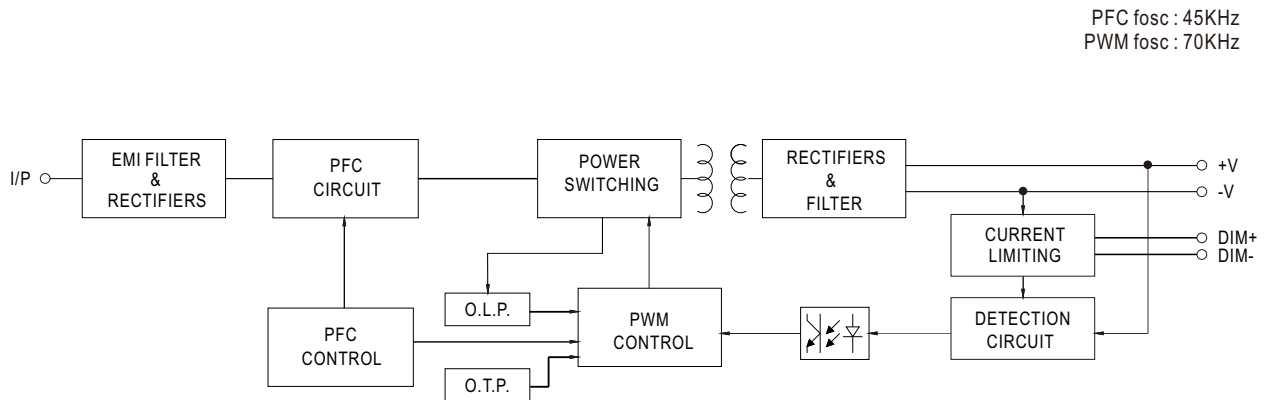 PFC fosc : 45KHz
PWM fosc : 70KHz
I/P
EMI FILTER
&
RECTIFIERS
PFC
CIRCUIT
POWER
SWITCHING
RECTIFIERS
&
FILTER
+V
-V
CURRENT
LIMITING
DIM+
DIM-
O.L.P.
PFC
CONTROL
PWM
CONTROL
DETECTION
CIRCUIT
O.T.P.